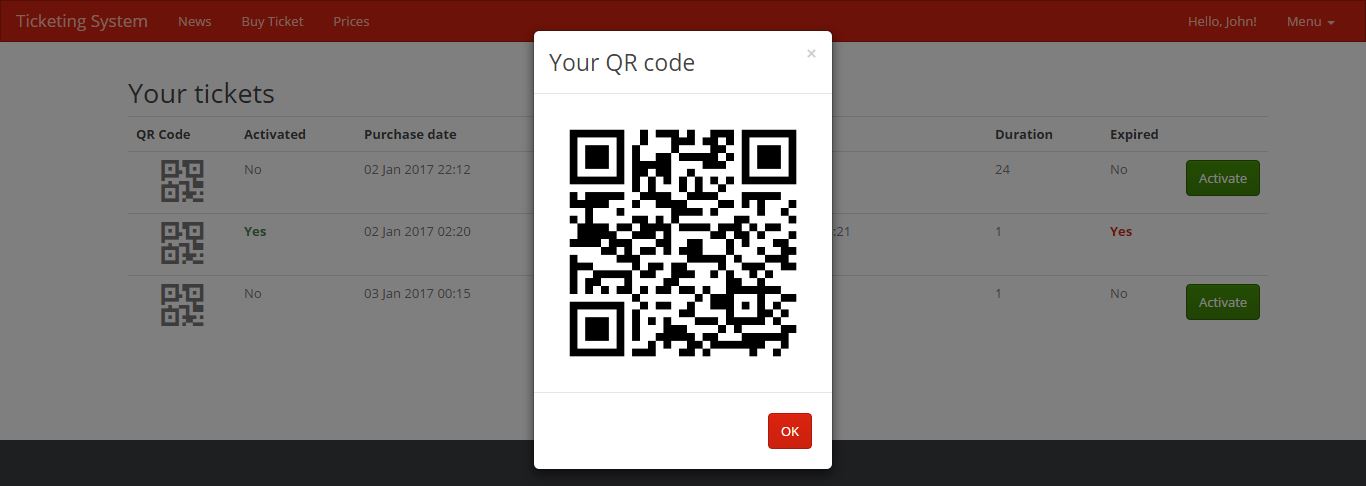 Ticketing System News Buy Ticket Prices Hello, John! Menu
Your QR code ×
Your tickets
QR Code Activated Purchase date Duration Expired
No 02 Jan 2017 22:12 24 No Activate
Yes 02 Jan 2017 02:20 :21 1 Yes
No 03 Jan 2017 00:15 1 No Activate
OK